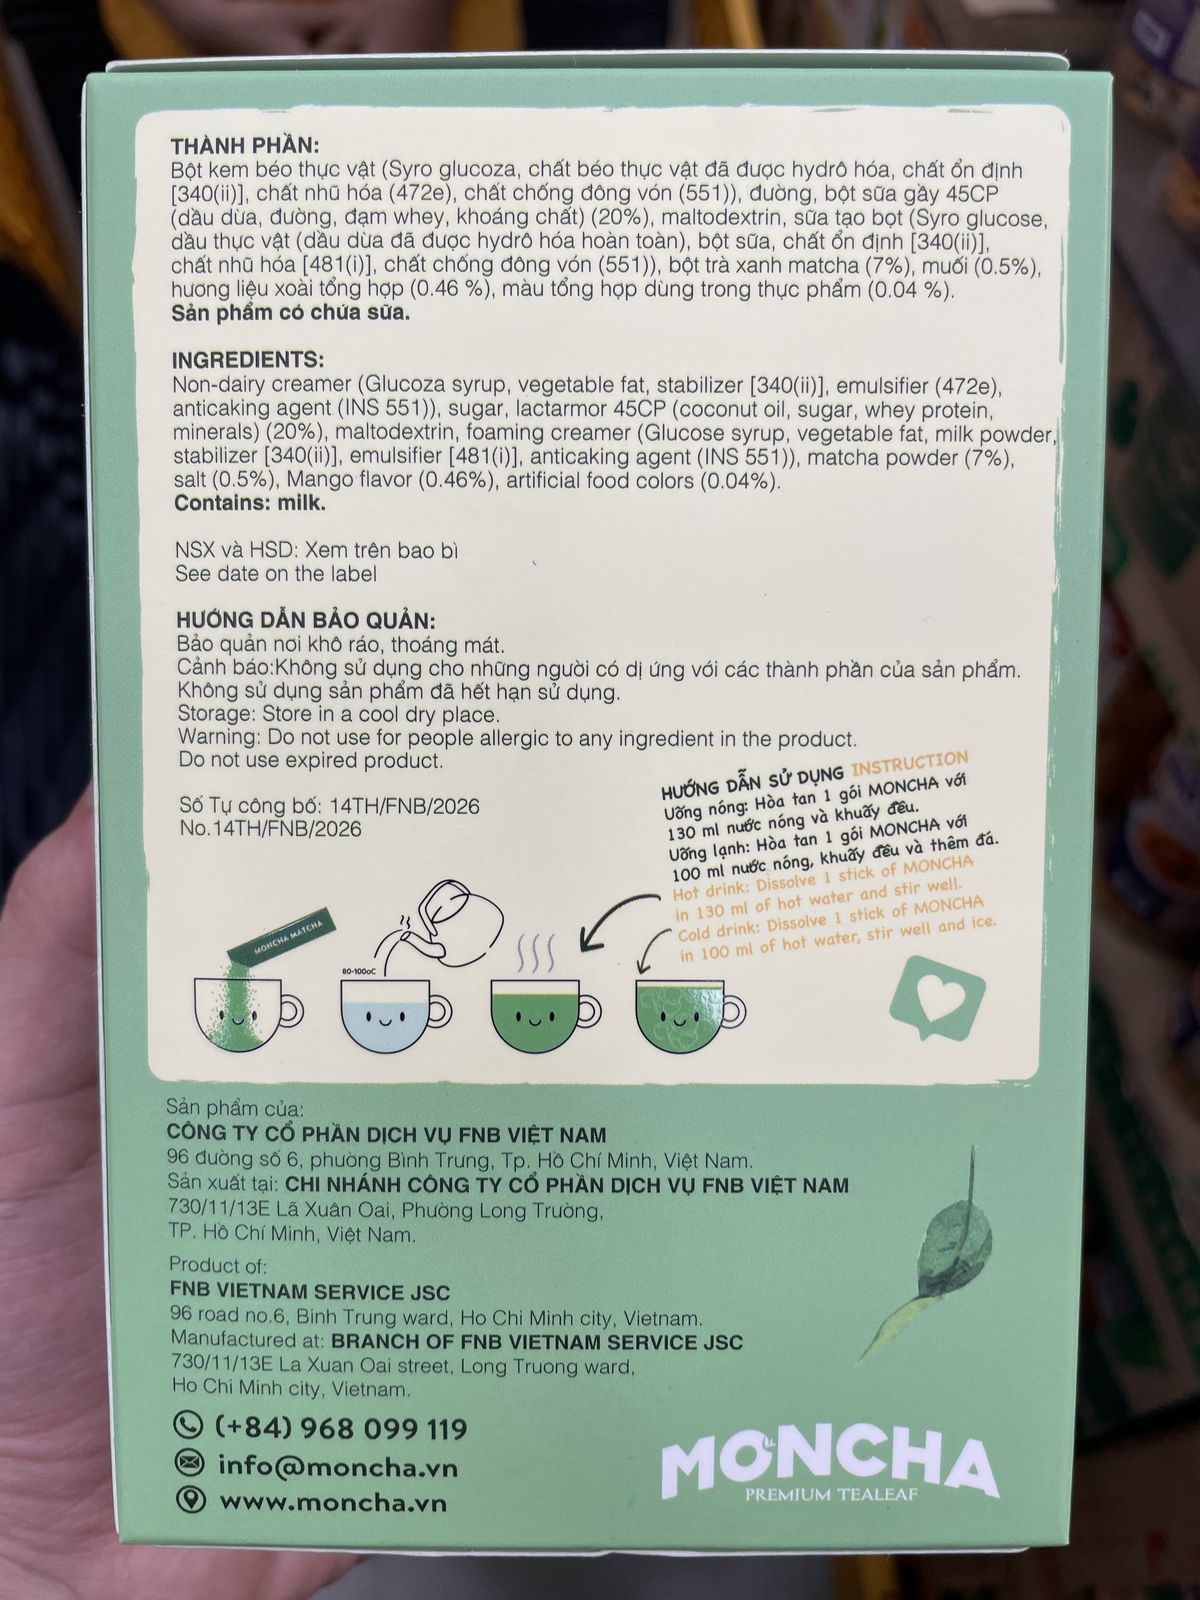 THÀNH PHẦN:
Bột kem béo thực vật (Syro glucoza, chất béo thực vật đã được hydrô hóa, chất ổn định
[340(ii)], chất nhũ hóa (472e), chất chống đông vón (551)), đường, bột sữa gầy 45CP
(dầu dừa, đường, đạm whey, khoáng chất) (20%), maltodextrin, sữa tạo bọt (Syro glucose,
dầu thực vật (dầu dừa đã được hydrô hóa hoàn toàn), bột sữa, chất ổn định [340(ii)],
chất nhũ hóa [481(i)], chất chống đông vón (551)), bột trà xanh matcha (7%), muối (0.5%),
hương liệu xoài tổng hợp (0.46 %), màu tổng hợp dùng trong thực phẩm (0.04 %).
Sản phẩm có chứa sữa.
INGREDIENTS:
Non-dairy creamer (Glucoza syrup, vegetable fat, stabilizer [340(ii)], emulsifier (472e),
anticaking agent (INS 551)), sugar, lactarmor 45CP (coconut oil, sugar, whey protein,
minerals) (20%), maltodextrin, foaming creamer (Glucose syrup, vegetable fat, milk powder,
stabilizer [340(ii)], emulsifier [481(i)], anticaking agent (INS 551)), matcha powder (7%),
salt (0.5%), Mango flavor (0.46%), artificial food colors (0.04%).
Contains: milk.
NSX và HSD: Xem trên bao bì
See date on the label
HƯỚNG DẪN BẢO QUẢN:
Bảo quản nơi khô ráo, thoáng mát.
Cảnh báo:Không sử dụng cho những người có dị ứng với các thành phần của sản phẩm.
Không sử dụng sản phẩm đã hết hạn sử dụng.
Storage: Store in a cool dry place.
Warning: Do not use for people allergic to any ingredient in the product.
Do not use expired product.
Số Tự công bố: 14TH/FNB/2026
No.14TH/FNB/2026
HƯỚNG DẪN SỬ DỤNG INSTRUCTION
Uống nóng: Hòa tan 1 gói MONCHA với
130 ml nước nóng và khuấy đều.
Uống lạnh: Hòa tan 1 gói MONCHA với
100 ml nước nóng, khuấy đều và thêm đá.
Hot drink: Dissolve 1 stick of MONCHA
in 130 ml of hot water and stir well.
Cold drink: Dissolve 1 stick of MONCHA
in 100 ml of hot water, stir well and ice.
MONCHA MATCHA
80-100oC
Sản phẩm của:
CÔNG TY CỔ PHẦN DỊCH VỤ FNB VIỆT NAM
96 đường số 6, phường Bình Trưng, Tp. Hồ Chí Minh, Việt Nam.
Sản xuất tại: CHI NHÁNH CÔNG TY CỔ PHẦN DỊCH VỤ FNB VIỆT NAM
730/11/13E Lã Xuân Oai, Phường Long Trường,
TP. Hồ Chí Minh, Việt Nam.
Product of:
FNB VIETNAM SERVICE JSC
96 road no.6, Binh Trung ward, Ho Chi Minh city, Vietnam.
Manufactured at: BRANCH OF FNB VIETNAM SERVICE JSC
730/11/13E La Xuan Oai street, Long Truong ward,
Ho Chi Minh city, Vietnam.
(+84) 968 099 119
info@moncha.vn
www.moncha.vn
MONCHA
PREMIUM TEALEAF